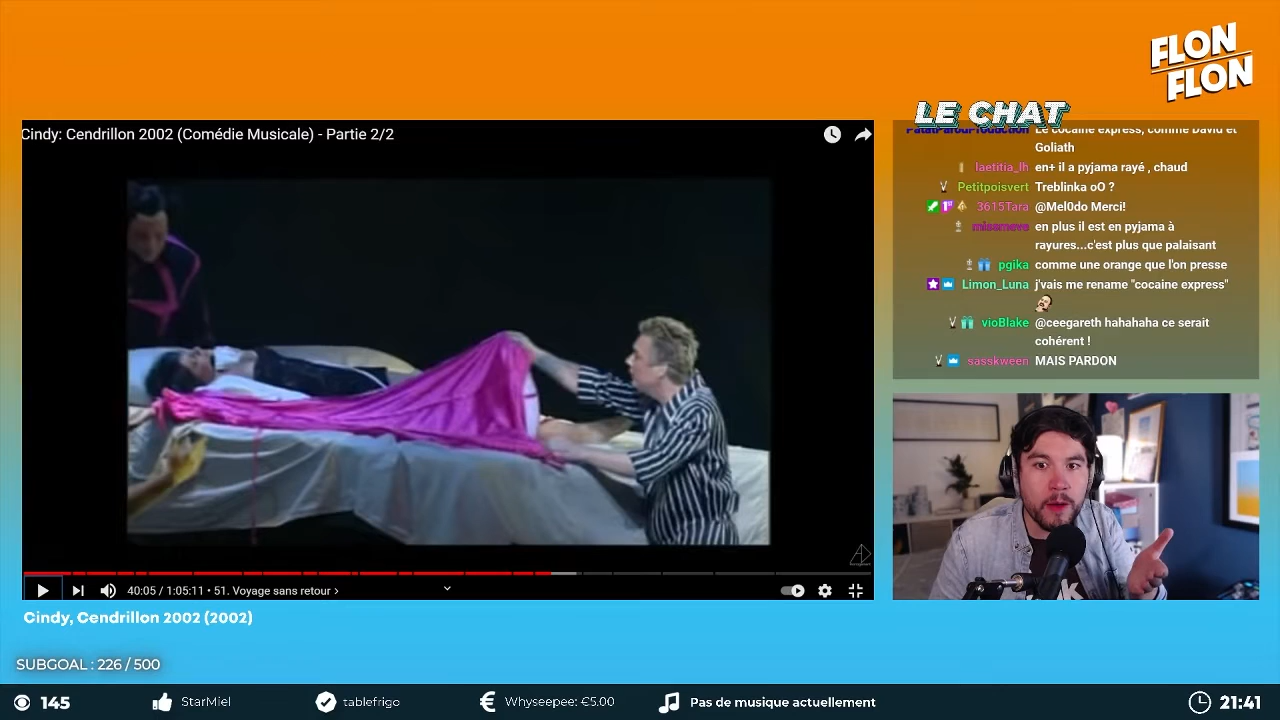 FLON
FLON
LE CHAT
Cindy: Cendrillon 2002 (Comédie Musicale) - Partie 2/2
PatatParouProduction Le cocaïne express, comme David et
Goliath
laetitia_lh en+ il a pyjama rayé , chaud
Petitpoisvert Treblinka oO ?
3615Tara @Mel0do Merci!
missmeve en plus il est en pyjama à
rayures...c'est plus que palaisant
pgika comme une orange que l'on presse
Limon_Luna j'vais me rename "cocaine express"
vioBlake @ceegareth hahahaha ce serait
cohérent !
sasskween MAIS PARDON
40:05 / 1:05:11 • 51. Voyage sans retour ›
Cindy, Cendrillon 2002 (2002)
SUBGOAL : 226 / 500
145 StarMiel tablefrigo Whyseepee: €5.00 Pas de musique actuellement 21:41